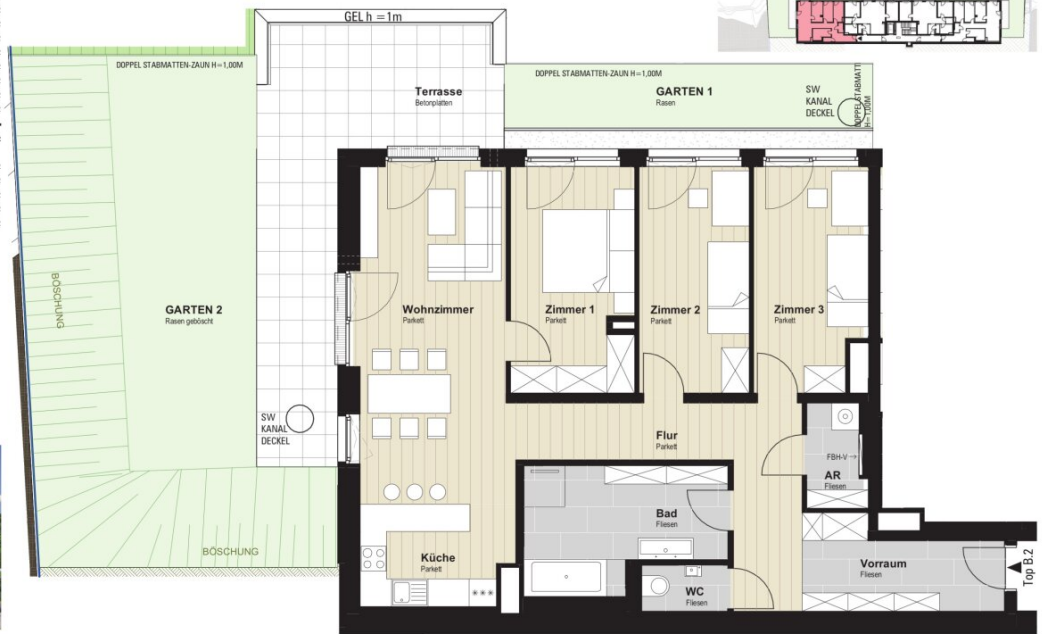 GEL h = 1m
DOPPEL STABMATTEN-ZAUN H=1,00M
Terrasse
Betonplatten
DOPPEL STABMATTEN-ZAUN H=1,00M
GARTEN 1
Rasen
SW
KANAL
DECKEL
DOPPEL STABMATT
H=1,00M
BÖSCHUNG
GARTEN 2
Rasen geböscht
Wohnzimmer
Parkett
Zimmer 1
Parkett
Zimmer 2
Parkett
Zimmer 3
Parkett
SW
KANAL
DECKEL
Flur
Parkett
FBH-V →
AR
Fliesen
Bad
Fliesen
BÖSCHUNG
Küche
Parkett
WC
Fliesen
Vorraum
Fliesen
Top B.2